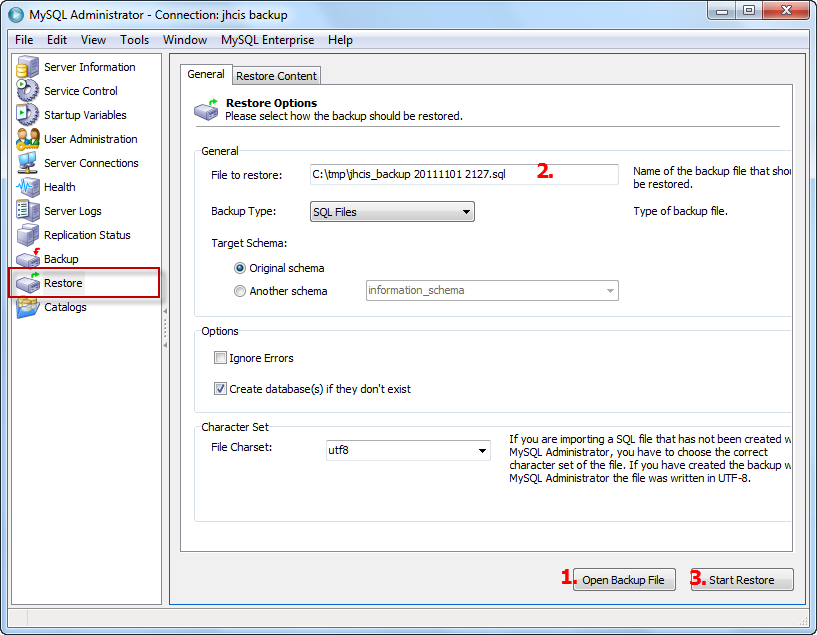 MySQL Administrator - Connection: jhcis backup
File Edit View Tools Window MySQL Enterprise Help
Server Information
Service Control
Startup Variables
User Administration
Server Connections
Health
Server Logs
Replication Status
Backup
Restore
Catalogs
General Restore Content
Restore Options
Please select how the backup should be restored.
General
File to restore: C:\tmp\jhcis_backup 20111101 2127.sql 2. Name of the backup file that shou
be restored.
Backup Type: SQL Files Type of backup file.
Target Schema:
Original schema
Another schema information_schema
Options
Ignore Errors
Create database(s) if they don't exist
Character Set
File Charset: utf8
If you are importing a SQL file that has not been created w
MySQL Administrator, you have to choose the correct
character set of the file. If you have created the backup w
MySQL Administrator the file was written in UTF-8.
1. Open Backup File 3. Start Restore